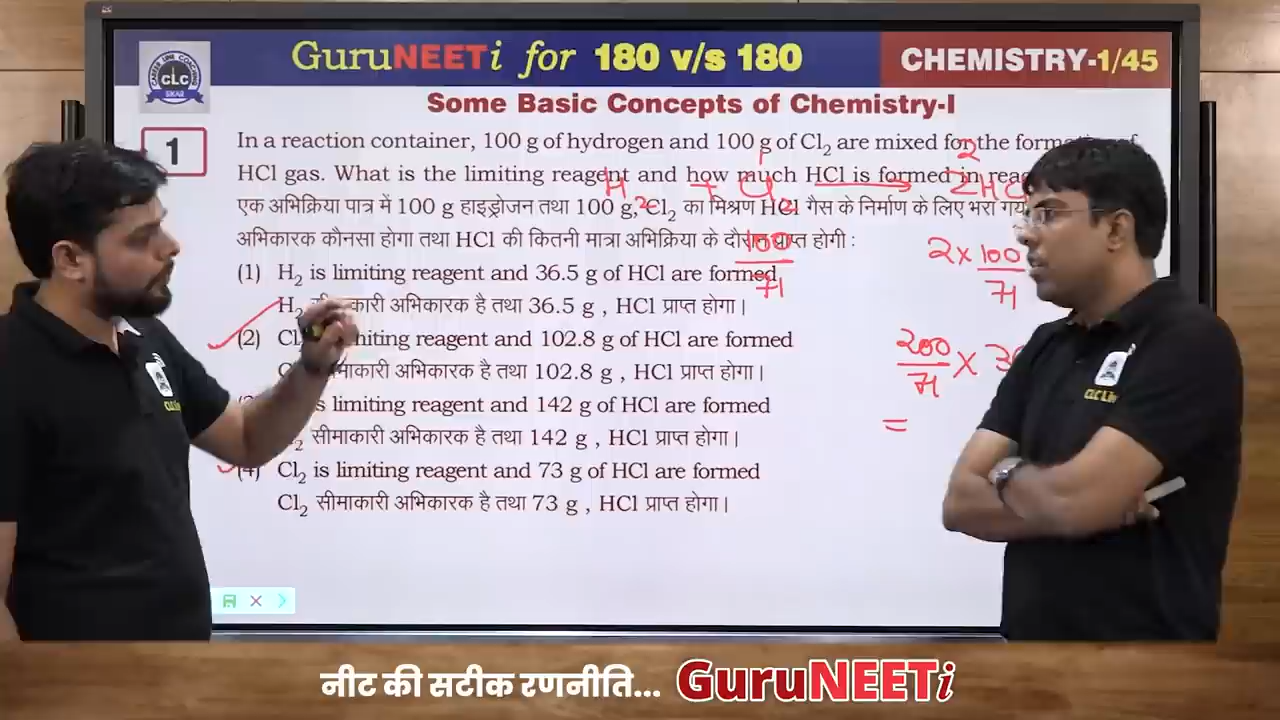 GuruNEETi for 180 v/s 180
CHEMISTRY-1/45
CLC
SIKAR
Some Basic Concepts of Chemistry-I
1
In a reaction container, 100 g of hydrogen and 100 g of Cl₂ are mixed for the of
HCl gas. What is the limiting reagent and how much HCl is formed in
एक अभिक्रिया पात्र में 100 g हाइड्रोजन तथा 100 g, Cl₂ का मिश्रण HCl गैस के निर्माण के लिए भरा
अभिकारक कौनसा होगा तथा HCl की कितनी मात्रा अभिक्रिया के दौरान प्राप्त होगी :
(1) H₂ is limiting reagent and 36.5 g of HCl are formed
H₂ अभिकारक है तथा 36.5 g , HCl प्राप्त होगा।
(2) limiting reagent and 102.8 g of HCl are formed
अभिकारक है तथा 102.8 g , HCl प्राप्त होगा।
is limiting reagent and 142 g of HCl are formed
सीमाकारी अभिकारक है तथा 142 g , HCl प्राप्त होगा।
(4) Cl₂ is limiting reagent and 73 g of HCl are formed
Cl₂ सीमाकारी अभिकारक है तथा 73 g , HCl प्राप्त होगा।
1 2
H₂ + Cl₂ → 2HCl
100/71
2 × 100/71
200/71 ×
=
CLC Live
नीट की सटीक रणनीति... GuruNEETi